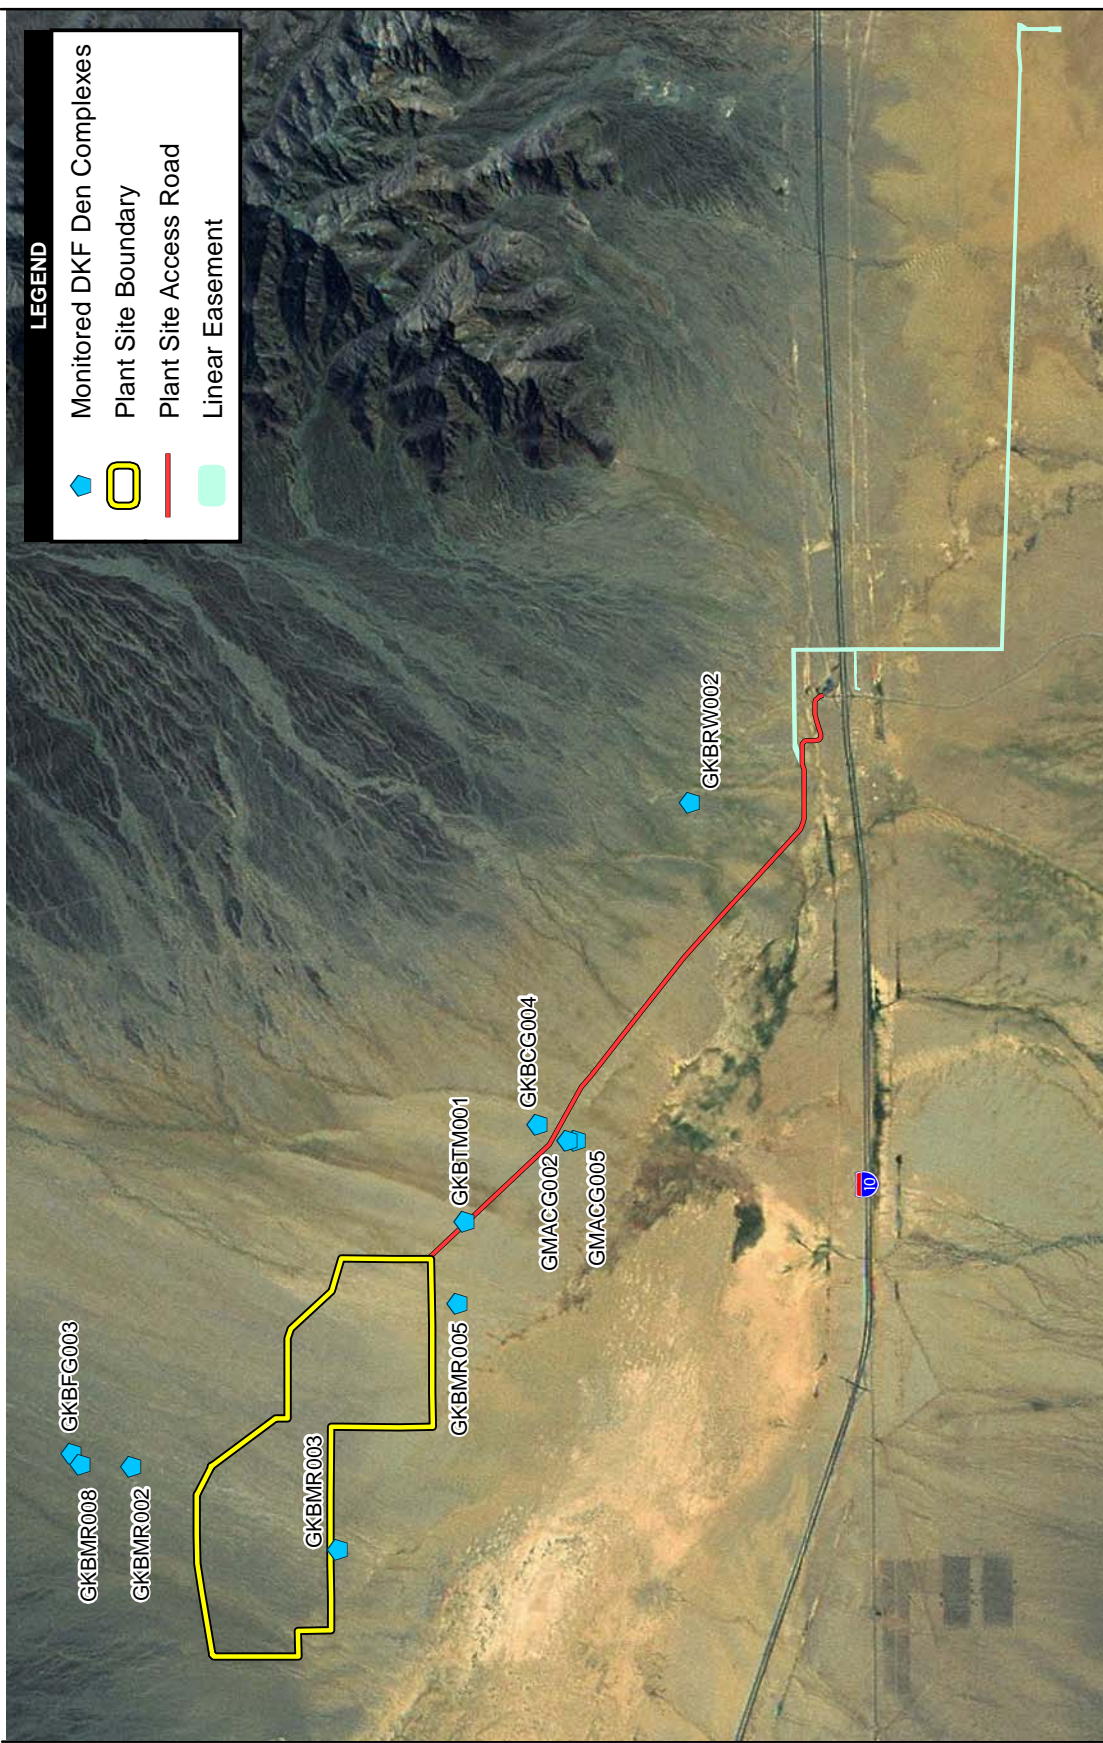 LEGEND
Monitored DKF Den Complexes
Plant Site Boundary
Plant Site Access Road
Linear Easement
GKBFG003
GKBMR008
GKBMR002
GKBMR003
GKBMR005
GKBTM001
GKBCG004
GMACG002
GMACG005
GKBRW002
10